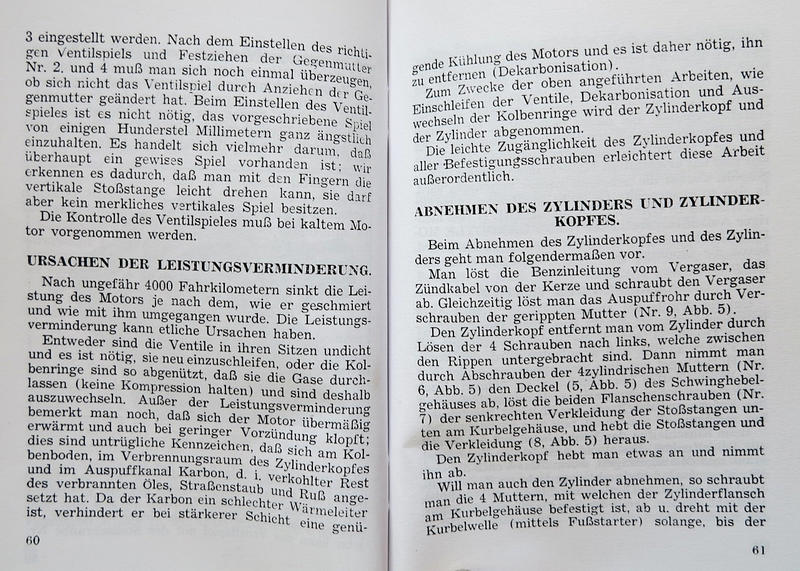 3 eingestellt werden. Nach dem Einstellen des richti-
gen Ventilspiels und Festziehen der Gegenmutter
Nr. 2. und 4 muß man sich noch einmal überzeugen,
ob sich nicht das Ventilspiel durch Anziehen der Ge-
genmutter geändert hat. Beim Einstellen des Ventil-
spieles ist es nicht nötig, das vorgeschriebene Spiel
von einigen Hunderstel Millimetern ganz ängstlich
einzuhalten. Es handelt sich vielmehr darum, daß
überhaupt ein gewises Spiel vorhanden ist; wir
erkennen es dadurch, daß man mit den Fingern die
vertikale Stoßstange leicht drehen kann, sie darf
aber kein merkliches vertikales Spiel besitzen.
Die Kontrolle des Ventilspieles muß bei kaltem Mo-
tor vorgenommen werden.
URSACHEN DER LEISTUNGSVERMINDERUNG.
Nach ungefähr 4000 Fahrkilometern sinkt die Lei-
stung des Motors je nach dem, wie er geschmiert
und wie mit ihm umgegangen wurde. Die Leistungs-
verminderung kann etliche Ursachen haben.
Entweder sind die Ventile in ihren Sitzen undicht
und es ist nötig, sie neu einzuschleifen, oder die Kol-
benringe sind so abgenützt, daß sie die Gase durch-
lassen (keine Kompression halten) und sind deshalb
auszuwechseln. Außer der Leistungsverminderung
bemerkt man noch, daß sich der Motor übermäßig
erwärmt und auch bei geringer Vorzündung klopft;
dies sind untrügliche Kennzeichen, daß sich am Kol-
benboden, im Verbrennungsraum des Zylinderkopfes
und im Auspuffkanal Karbon, d. i. verkohlter Rest
des verbrannten Öles, Straßenstaub und Ruß ange-
setzt hat. Da der Karbon ein schlechter Wärmeleiter
ist, verhindert er bei stärkerer Schicht eine genü-
60
gende Kühlung des Motors und es ist daher nötig, ihn
zu entfernen (Dekarbonisation).
Zum Zwecke der oben angeführten Arbeiten, wie
Einschleifen der Ventile, Dekarbonisation und Aus-
wechseln der Kolbenringe wird der Zylinderkopf und
der Zylinder abgenommen.
Die leichte Zugänglichkeit des Zylinderkopfes und
aller Befestigungsschrauben erleichtert diese Arbeit
außerordentlich.
ABNEHMEN DES ZYLINDERS UND ZYLINDER-
KOPFES.
Beim Abnehmen des Zylinderkopfes und des Zylin-
ders geht man folgendermaßen vor.
Man löst die Benzinleitung vom Vergaser, das
Zündkabel von der Kerze und schraubt den Vergaser
ab. Gleichzeitig löst man das Auspuffrohr durch Ver-
schrauben der gerippten Mutter (Nr. 9, Abb. 5).
Den Zylinderkopf entfernt man vom Zylinder durch
Lösen der 4 Schrauben nach links, welche zwischen
den Rippen untergebracht sind. Dann nimmt man
durch Abschrauben der 4zylindrischen Muttern (Nr.
6, Abb. 5) den Deckel (5, Abb. 5) des Schwinghebel-
gehäuses ab, löst die beiden Flanschenschrauben (Nr.
7) der senkrechten Verkleidung der Stoßstangen un-
ten am Kurbelgehäuse, und hebt die Stoßstangen und
die Verkleidung (8, Abb. 5) heraus.
Den Zylinderkopf hebt man etwas an und nimmt
ihn ab.
Will man auch den Zylinder abnehmen, so schraubt
man die 4 Muttern, mit welchen der Zylinderflansch
am Kurbelgehäuse befestigt ist, ab u. dreht mit der
Kurbelwelle (mittels Fußstarter) solange, bis der
61